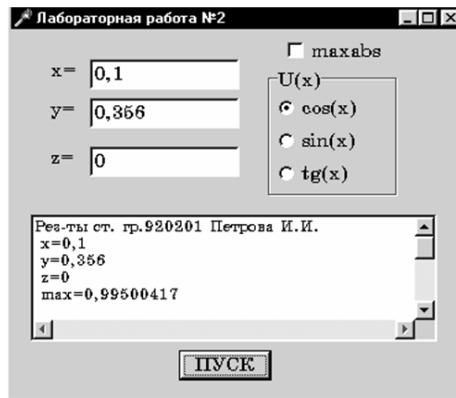 Лабораторная работа №2
x= 0,1
y= 0,356
z= 0
maxabs
U(x)
cos(x)
sin(x)
tg(x)
Рез-ты ст. гр.920201 Петрова И.И.
x=0,1
y=0,356
z=0
max=0,99500417
ПУСК